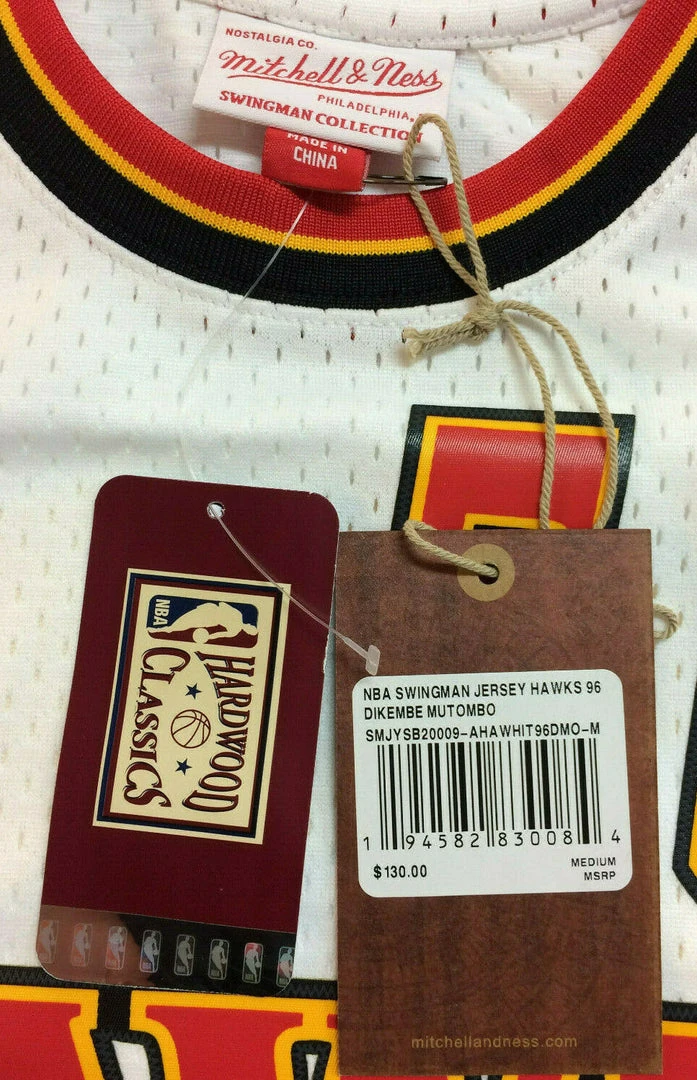 NOSTALGIA CO.
Mitchell & Ness
PHILADELPHIA,
SWINGMAN COLLECTION
MADE IN
CHINA
NBA
HARDWOOD
CLASSICS
NBA SWINGMAN JERSEY HAWKS 96
DIKEMBE MUTOMBO
SMJYSB20009-AHAWHIT96DMO-M
1 94582 83008 4
$130.00
MEDIUM
MSRP
mitchellandness.com